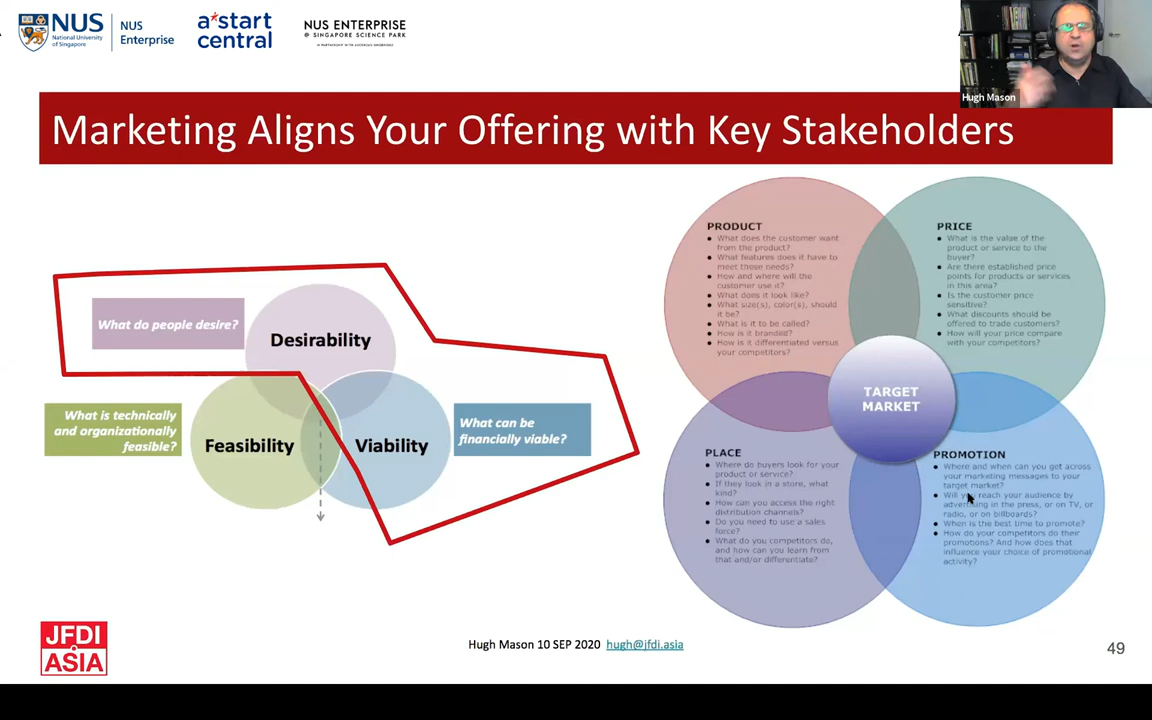 NUS
National University
of Singapore
NUS
Enterprise
a*start
central
NUS ENTERPRISE
@ SINGAPORE SCIENCE PARK
Hugh Mason
Marketing Aligns Your Offering with Key Stakeholders
What do people desire?
Desirability
What is technically
and organizationally
feasible?
Feasibility
Viability
What can be
financially viable?
PRODUCT
• What does the customer want
from the product?
• What features does it have to
meet these needs?
• How and where will the
customer use it?
• What does it look like?
• What size(s), color(s), should
it be?
• What is it to be called?
• How is it branded?
• How is it differentiated versus
your competitors?
PRICE
• What is the value of the
product or service to the
buyer?
• Are there established price
points for products or services
in this area?
• Is the customer price
sensitive?
• What discounts should be
offered to trade customers?
• How will your price compare
with your competitors?
TARGET
MARKET
PLACE
• Where do buyers look for your
product or service?
• If they look in a store, what
kind?
• How can you access the right
distribution channels?
• Do you need to use a sales
force?
• What do you competitors do,
and how can you learn from
that and/or differentiate?
PROMOTION
• Where and when can you get across
your marketing messages to your
target market?
• Will you reach your audience by
advertising in the press, or on TV, or
radio, or on billboards?
• When is the best time to promote?
• How do your competitors do their
promotions? And how does that
influence your choice of promotional
activity?
JFDI
ASIA
Hugh Mason 10 SEP 2020 hugh@jfdi.asia
49